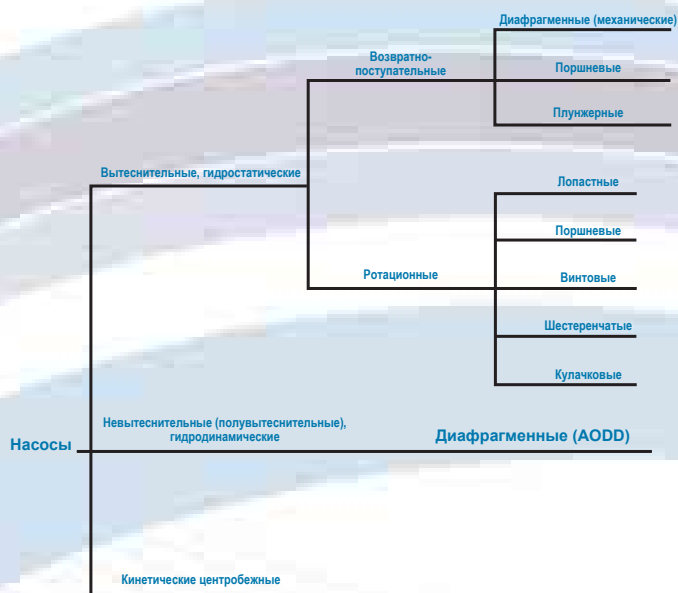 Диафрагменные (механические)
Возвратно-
поступательные
Поршневые
Плунжерные
Вытеснительные, гидростатические
Лопастные
Поршневые
Ротационные
Винтовые
Шестеренчатые
Кулачковые
Невытеснительные (полувытеснительные),
гидродинамические
Диафрагменные (AODD)
Насосы
Кинетические центробежные